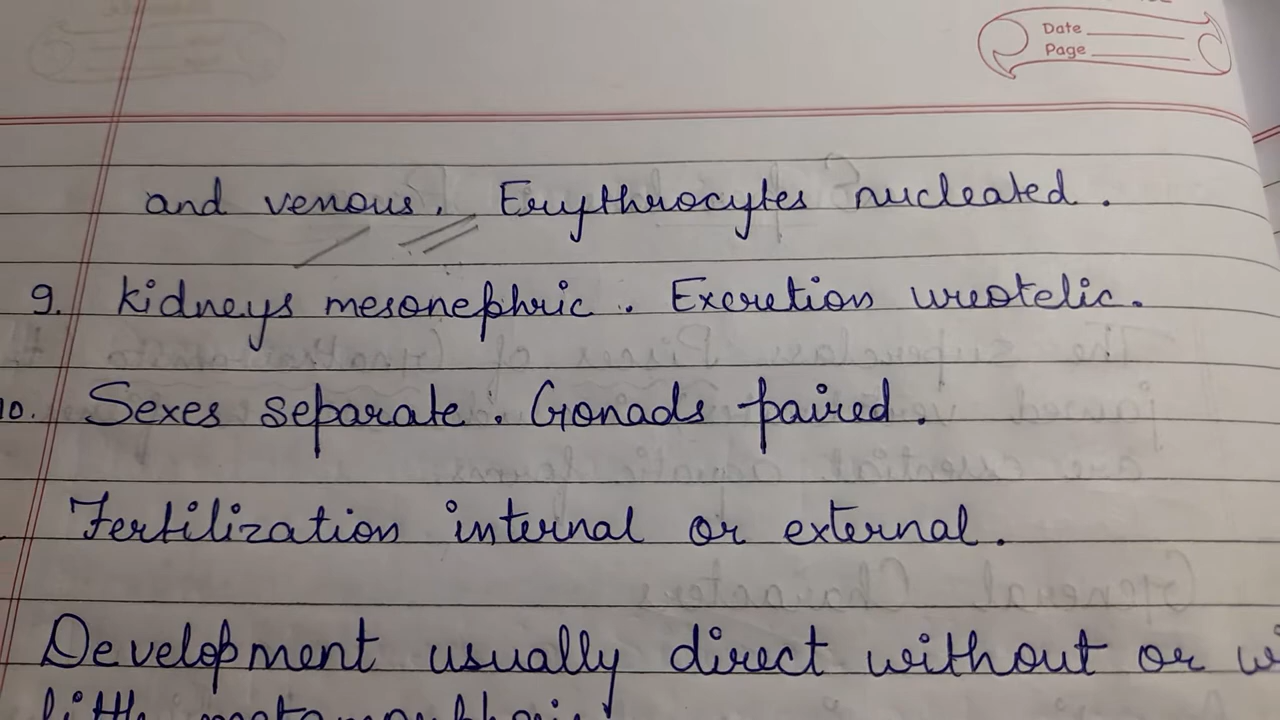 Date
Page
and venous. Erythrocytes nucleated.
9. Kidneys mesonephric. Excretion ureotelic.
10. Sexes separate. Gonads paired.
Fertilization internal or external.
Development usually direct without or
little